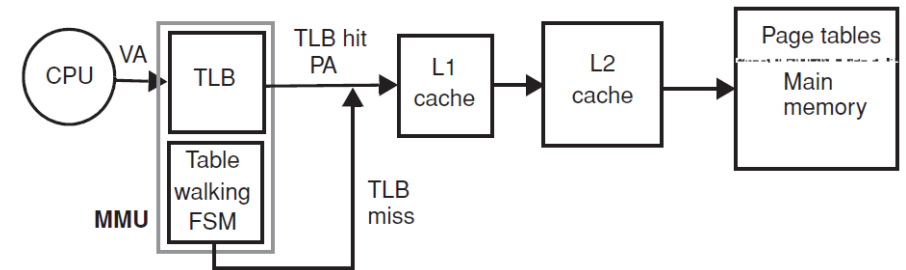 CPU
VA
TLB
TLB hit
PA
L1
cache
L2
cache
Page tables
Main
memory
Table
walking
FSM
MMU
TLB
miss